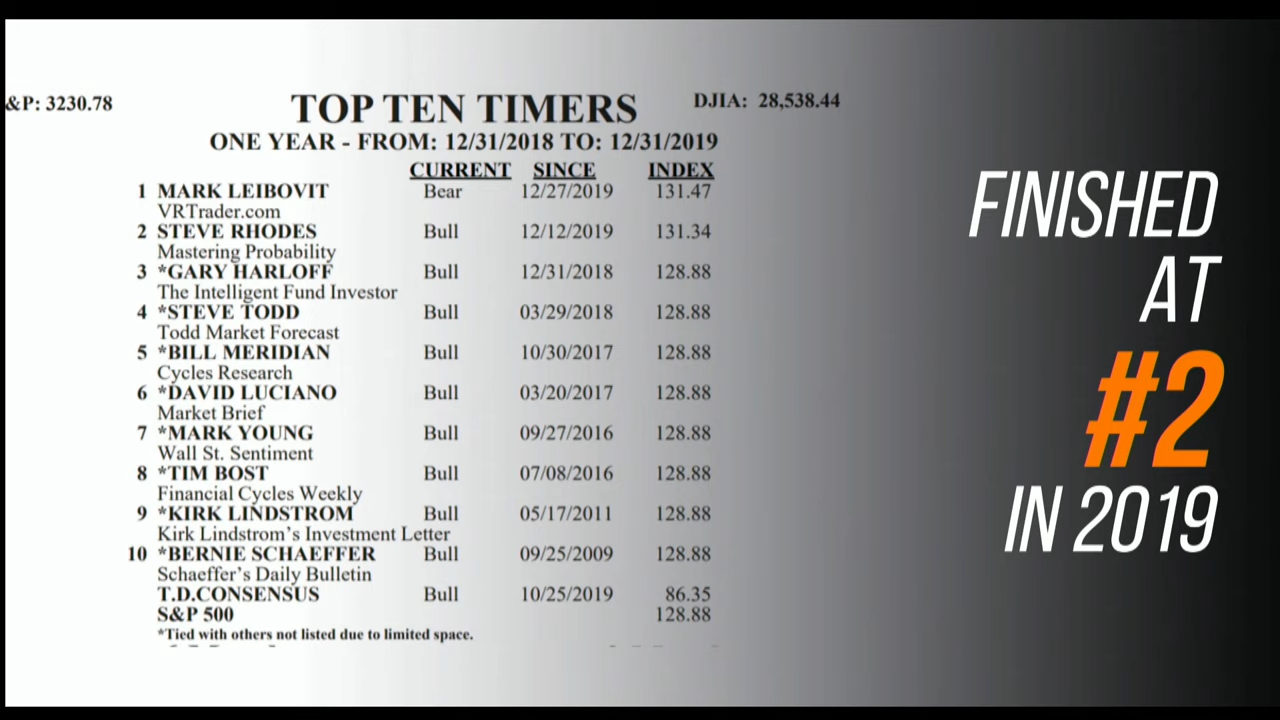 &P: 3230.78
TOP TEN TIMERS
DJIA: 28,538.44
ONE YEAR - FROM: 12/31/2018 TO: 12/31/2019
CURRENT SINCE INDEX
1 MARK LEIBOVIT Bear 12/27/2019 131.47
VRTrader.com
2 STEVE RHODES Bull 12/12/2019 131.34
Mastering Probability
3 *GARY HARLOFF Bull 12/31/2018 128.88
The Intelligent Fund Investor
4 *STEVE TODD Bull 03/29/2018 128.88
Todd Market Forecast
5 *BILL MERIDIAN Bull 10/30/2017 128.88
Cycles Research
6 *DAVID LUCIANO Bull 03/20/2017 128.88
Market Brief
7 *MARK YOUNG Bull 09/27/2016 128.88
Wall St. Sentiment
8 *TIM BOST Bull 07/08/2016 128.88
Financial Cycles Weekly
9 *KIRK LINDSTROM Bull 05/17/2011 128.88
Kirk Lindstrom's Investment Letter
10 *BERNIE SCHAEFFER Bull 09/25/2009 128.88
Schaeffer's Daily Bulletin
T.D.CONSENSUS Bull 10/25/2019 86.35
S&P 500 128.88
*Tied with others not listed due to limited space.
FINISHED
AT
#2
IN 2019